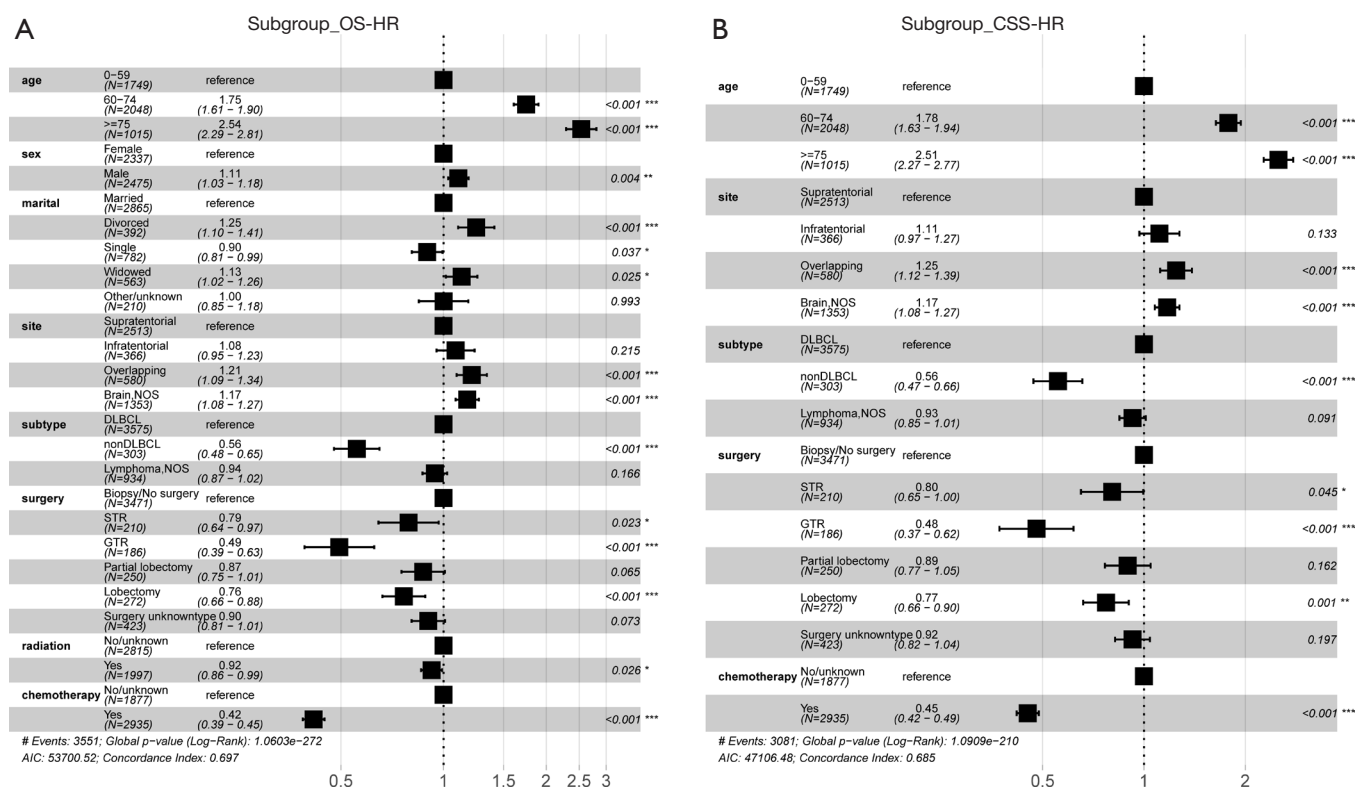 A
Subgroup_OS-HR
age 0−59 (N=1749) reference
60−74 (N=2048) 1.75 (1.61 − 1.90) <0.001 ***
>=75 (N=1015) 2.54 (2.29 − 2.81) <0.001 ***
sex Female (N=2337) reference
Male (N=2475) 1.11 (1.03 − 1.18) 0.004 **
marital Married (N=2865) reference
Divorced (N=392) 1.25 (1.10 − 1.41) <0.001 ***
Single (N=782) 0.90 (0.81 − 0.99) 0.037 *
Widowed (N=563) 1.13 (1.02 − 1.26) 0.025 *
Other/unknown (N=210) 1.00 (0.85 − 1.18) 0.993
site Supratentorial (N=2513) reference
Infratentorial (N=366) 1.08 (0.95 − 1.23) 0.215
Overlapping (N=580) 1.21 (1.09 − 1.34) <0.001 ***
Brain,NOS (N=1353) 1.17 (1.08 − 1.27) <0.001 ***
subtype DLBCL (N=3575) reference
nonDLBCL (N=303) 0.56 (0.48 − 0.65) <0.001 ***
Lymphoma,NOS (N=934) 0.94 (0.87 − 1.02) 0.166
surgery Biopsy/No surgery (N=3471) reference
STR (N=210) 0.79 (0.64 − 0.97) 0.023 *
GTR (N=186) 0.49 (0.39 − 0.63) <0.001 ***
Partial lobectomy (N=250) 0.87 (0.75 − 1.01) 0.065
Lobectomy (N=272) 0.76 (0.66 − 0.88) <0.001 ***
Surgery unknowntype (N=423) 0.90 (0.81 − 1.01) 0.073
radiation No/unknown (N=2815) reference
Yes (N=1997) 0.92 (0.86 − 0.99) 0.026 *
chemotherapy No/unknown (N=1877) reference
Yes (N=2935) 0.42 (0.39 − 0.45) <0.001 ***
# Events: 3551; Global p−value (Log−Rank): 1.0603e−272
AIC: 53700.52; Concordance Index: 0.697
0.5 1 1.5 2 2.5 3
B
Subgroup_CSS-HR
age 0−59 (N=1749) reference
60−74 (N=2048) 1.78 (1.63 − 1.94) <0.001 ***
>=75 (N=1015) 2.51 (2.27 − 2.77) <0.001 ***
site Supratentorial (N=2513) reference
Infratentorial (N=366) 1.11 (0.97 − 1.27) 0.133
Overlapping (N=580) 1.25 (1.12 − 1.39) <0.001 ***
Brain,NOS (N=1353) 1.17 (1.08 − 1.27) <0.001 ***
subtype DLBCL (N=3575) reference
nonDLBCL (N=303) 0.56 (0.47 − 0.66) <0.001 ***
Lymphoma,NOS (N=934) 0.93 (0.85 − 1.01) 0.091
surgery Biopsy/No surgery (N=3471) reference
STR (N=210) 0.80 (0.65 − 1.00) 0.045 *
GTR (N=186) 0.48 (0.37 − 0.62) <0.001 ***
Partial lobectomy (N=250) 0.89 (0.77 − 1.05) 0.162
Lobectomy (N=272) 0.77 (0.66 − 0.90) 0.001 **
Surgery unknowntype (N=423) 0.92 (0.82 − 1.04) 0.197
chemotherapy No/unknown (N=1877) reference
Yes (N=2935) 0.45 (0.42 − 0.49) <0.001 ***
# Events: 3081; Global p−value (Log−Rank): 1.0909e−210
AIC: 47106.48; Concordance Index: 0.685
0.5 1 2